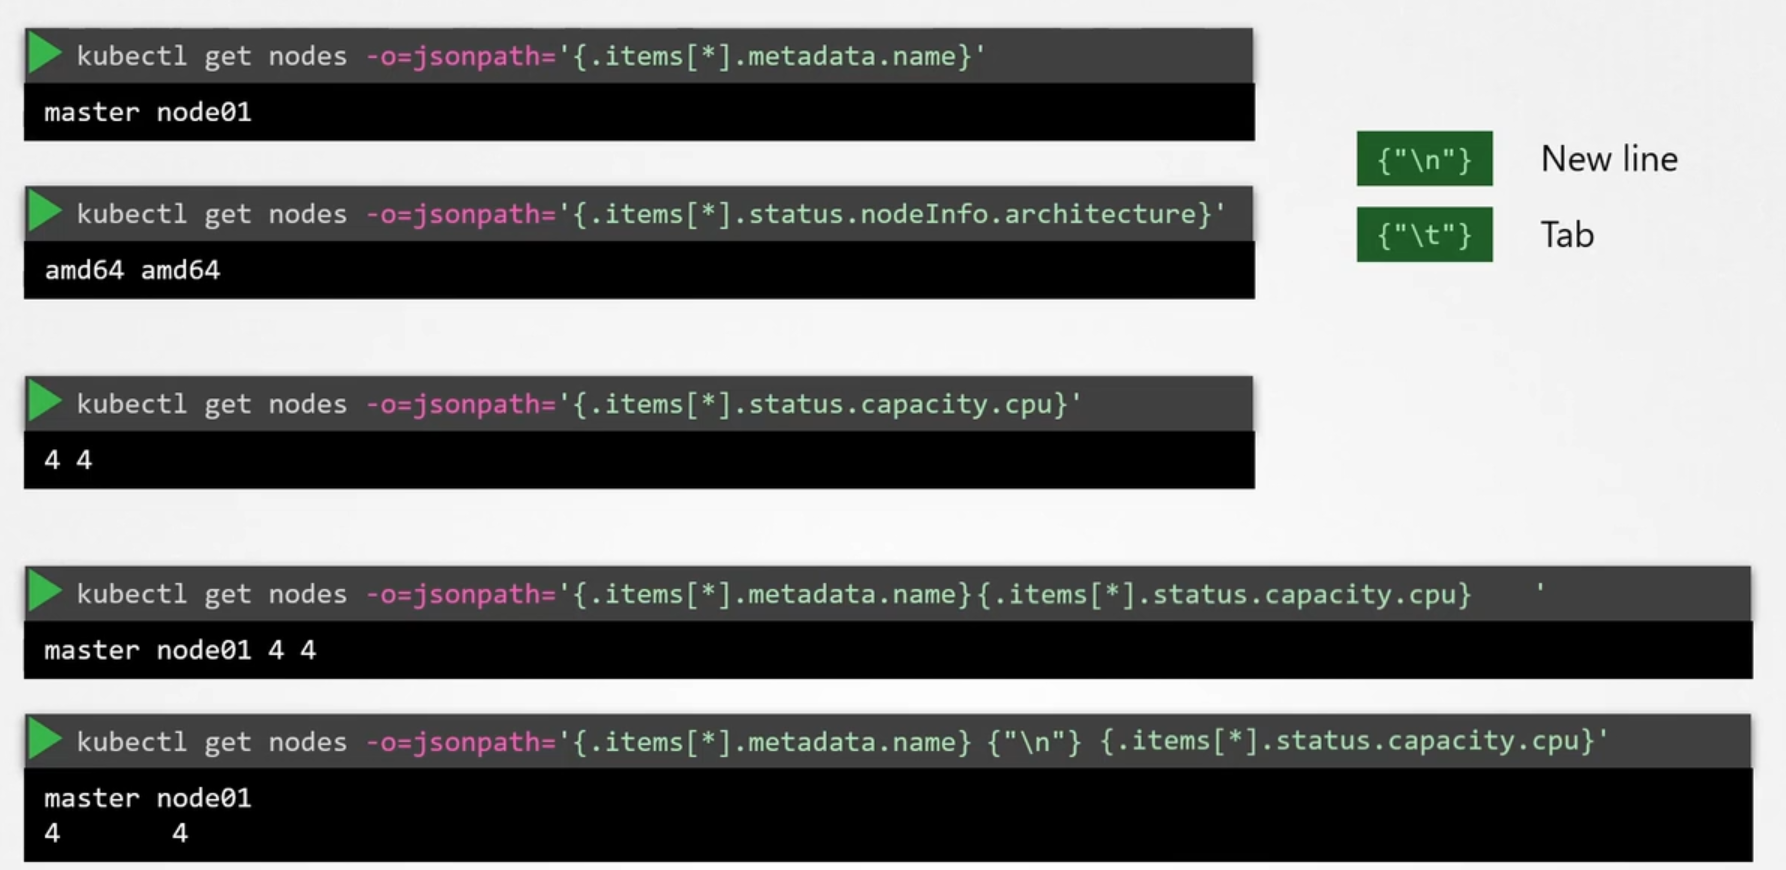 kubectl get nodes -o=jsonpath='{.items[*].metadata.name}'
master node01
{"\n"} New line
kubectl get nodes -o=jsonpath='{.items[*].status.nodeInfo.architecture}'
{"\t"} Tab
amd64 amd64
kubectl get nodes -o=jsonpath='{.items[*].status.capacity.cpu}'
4 4
kubectl get nodes -o=jsonpath='{.items[*].metadata.name}{.items[*].status.capacity.cpu}    '
master node01 4 4
kubectl get nodes -o=jsonpath='{.items[*].metadata.name} {"\n"} {.items[*].status.capacity.cpu}'
master node01
4       4